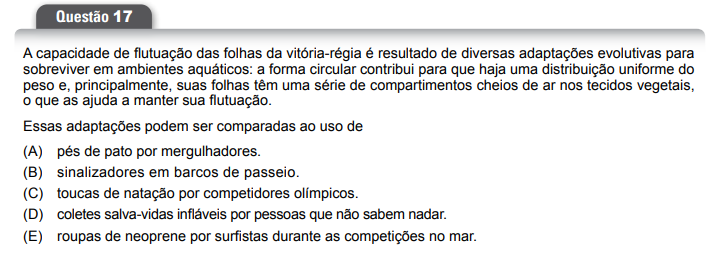 Questão 17
A capacidade de flutuação das folhas da vitória-régia é resultado de diversas adaptações evolutivas para
sobreviver em ambientes aquáticos: a forma circular contribui para que haja uma distribuição uniforme do
peso e, principalmente, suas folhas têm uma série de compartimentos cheios de ar nos tecidos vegetais,
o que as ajuda a manter sua flutuação.
Essas adaptações podem ser comparadas ao uso de
(A) pés de pato por mergulhadores.
(B) sinalizadores em barcos de passeio.
(C) toucas de natação por competidores olímpicos.
(D) coletes salva-vidas infláveis por pessoas que não sabem nadar.
(E) roupas de neoprene por surfistas durante as competições no mar.